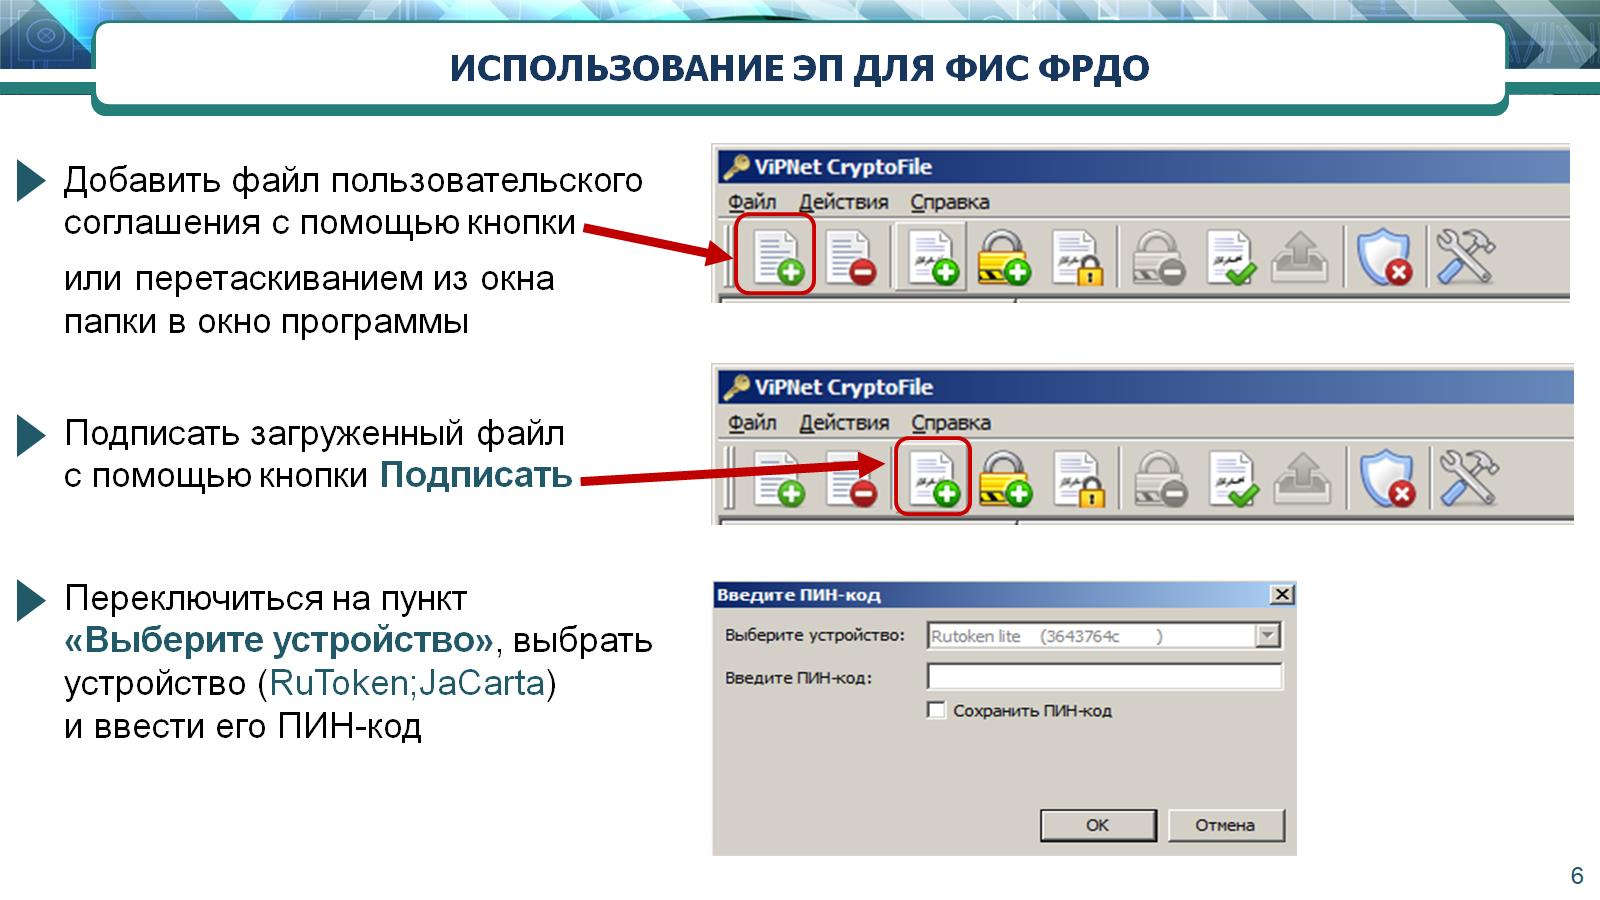 ИСПОЛЬЗОВАНИЕ ЭП ДЛЯ ФИС ФРДО
Добавить файл пользовательского
соглашения с помощью кнопки
или перетаскиванием из окна
папки в окно программы
ViPNet CryptoFile
Файл Действия Справка
Подписать загруженный файл
с помощью кнопки Подписать
ViPNet CryptoFile
Файл Действия Справка
Переключиться на пункт
«Выберите устройство», выбрать
устройство (RuToken;JaCarta)
и ввести его ПИН-код
Введите ПИН-код
Выберите устройство: Rutoken lite (3643764c )
Введите ПИН-код:
Сохранить ПИН-код
OK Отмена
6